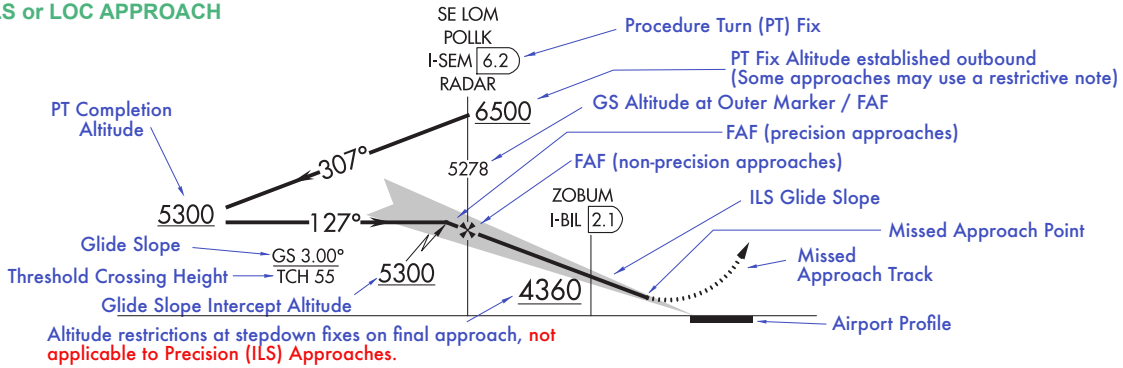 LS or LOC APPROACH
SE LOM
POLLK
I-SEM 6.2
RADAR
Procedure Turn (PT) Fix
PT Fix Altitude established outbound
(Some approaches may use a restrictive note)
6500
GS Altitude at Outer Marker / FAF
PT Completion
Altitude
FAF (precision approaches)
307°
5278
FAF (non-precision approaches)
ZOBUM
I-BIL 2.1
ILS Glide Slope
5300
127°
Missed Approach Point
Glide Slope
GS 3.00°
Missed
Approach Track
Threshold Crossing Height
TCH 55
5300
4360
Glide Slope Intercept Altitude
Airport Profile
Altitude restrictions at stepdown fixes on final approach, not
applicable to Precision (ILS) Approaches.